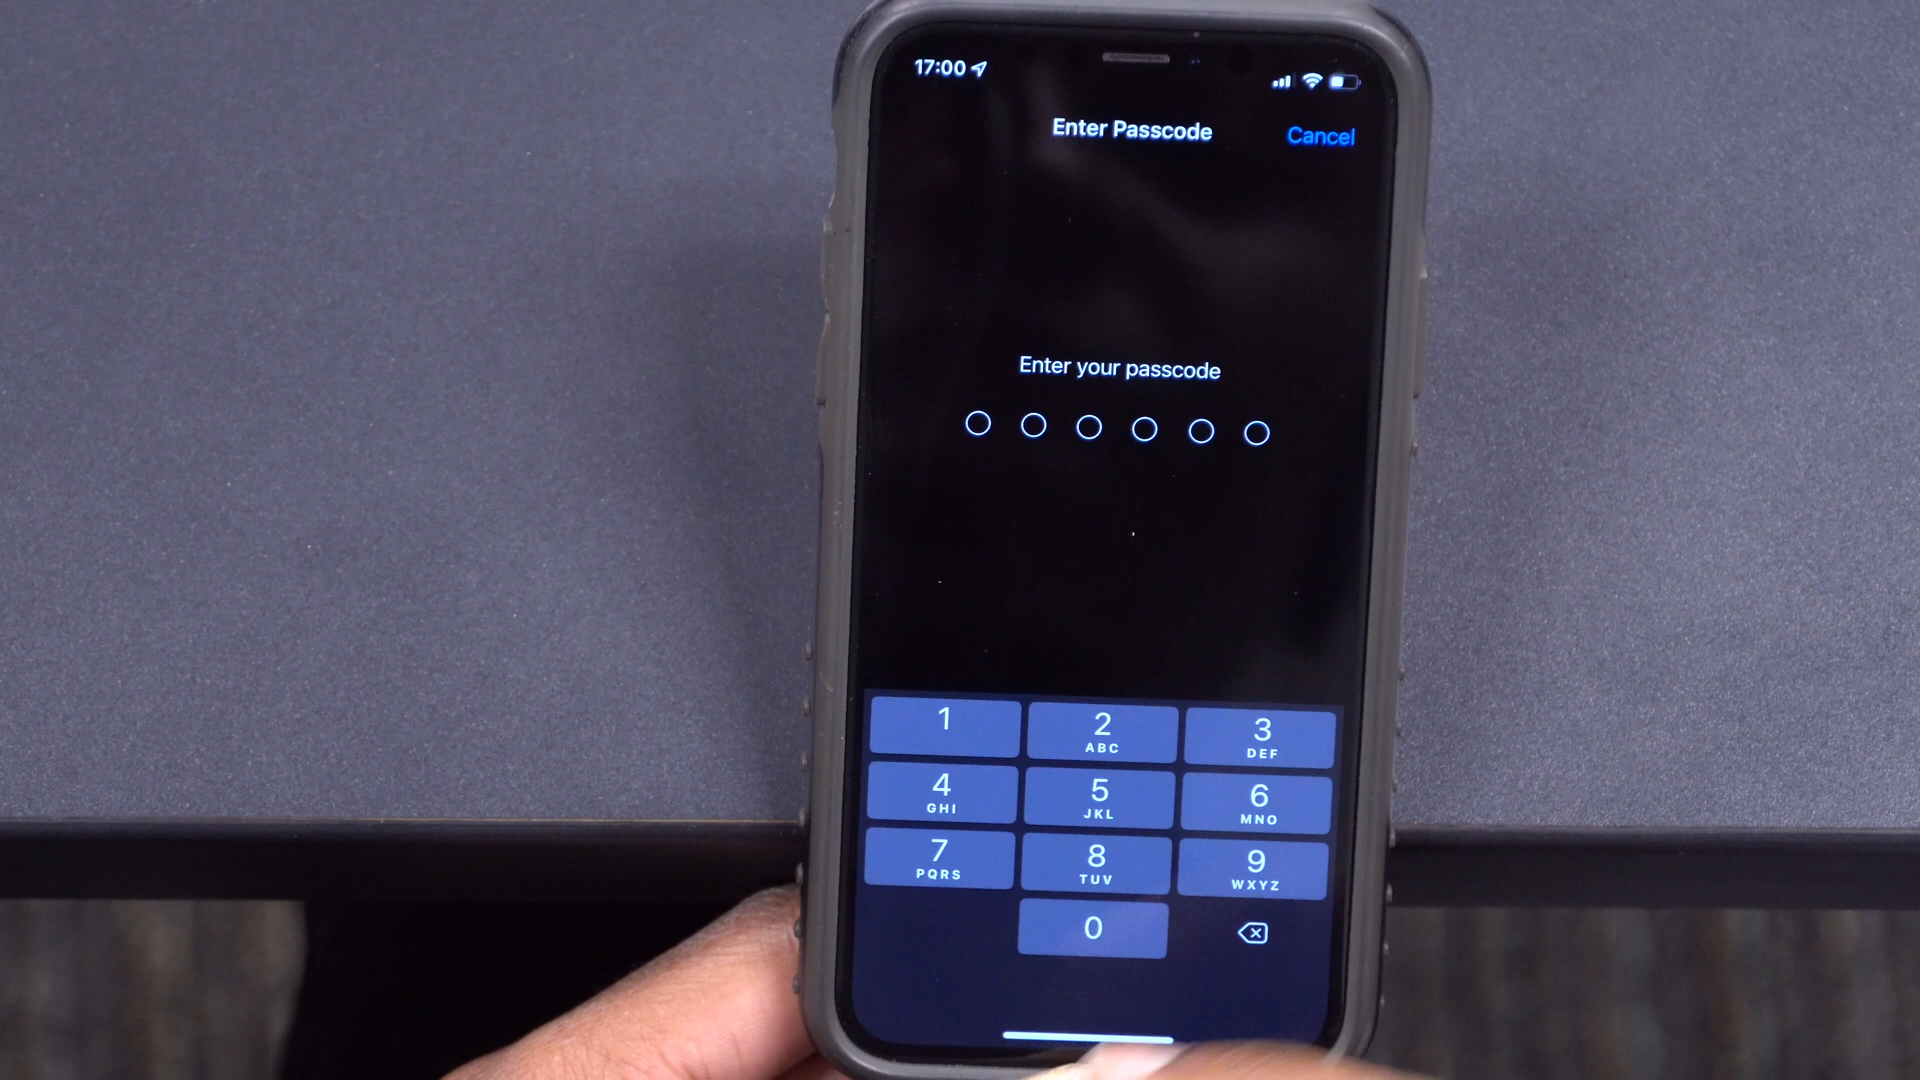 17:00
Enter Passcode
Cancel
Enter your passcode
1
2
ABC
3
DEF
4
GHI
5
JKL
6
MNO
7
PQRS
8
TUV
9
WXYZ
0